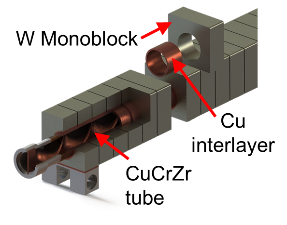 W Monoblock
Cu
interlayer
CuCrZr
tube